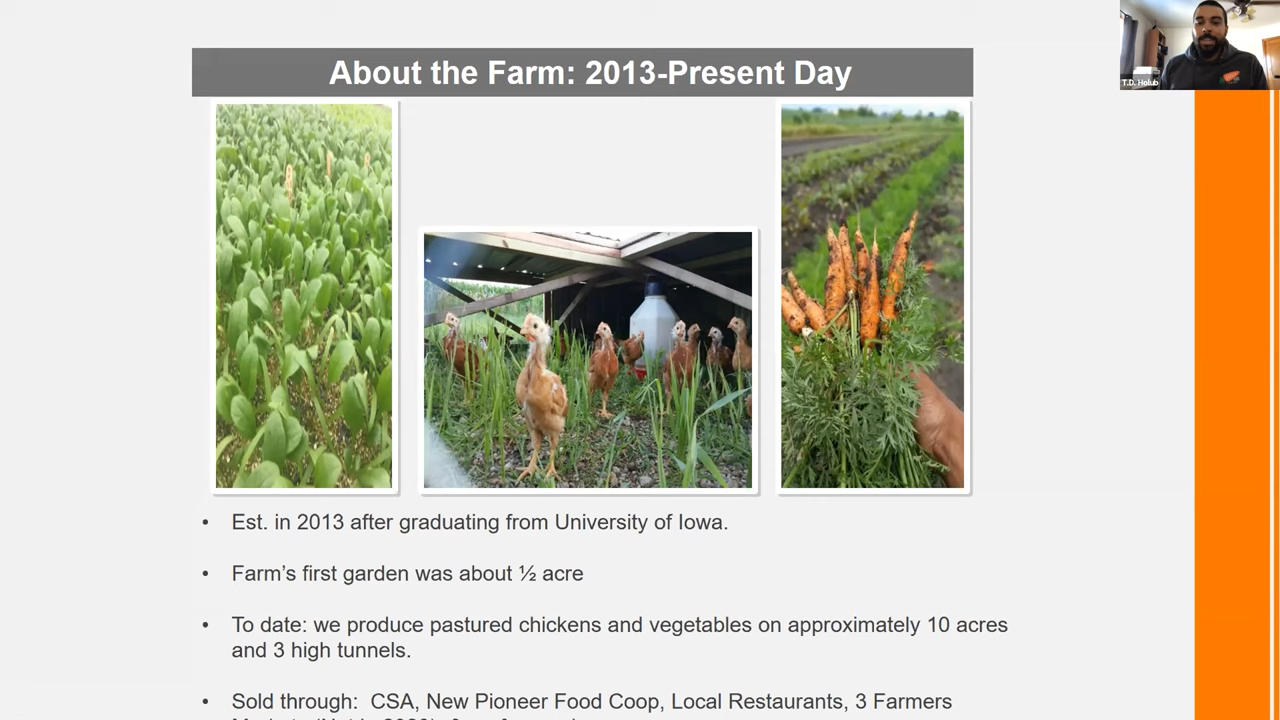 About the Farm: 2013-Present Day
T.D. Holub
• Est. in 2013 after graduating from University of Iowa.
• Farm’s first garden was about ½ acre
• To date: we produce pastured chickens and vegetables on approximately 10 acres
and 3 high tunnels.
• Sold through: CSA, New Pioneer Food Coop, Local Restaurants, 3 Farmers